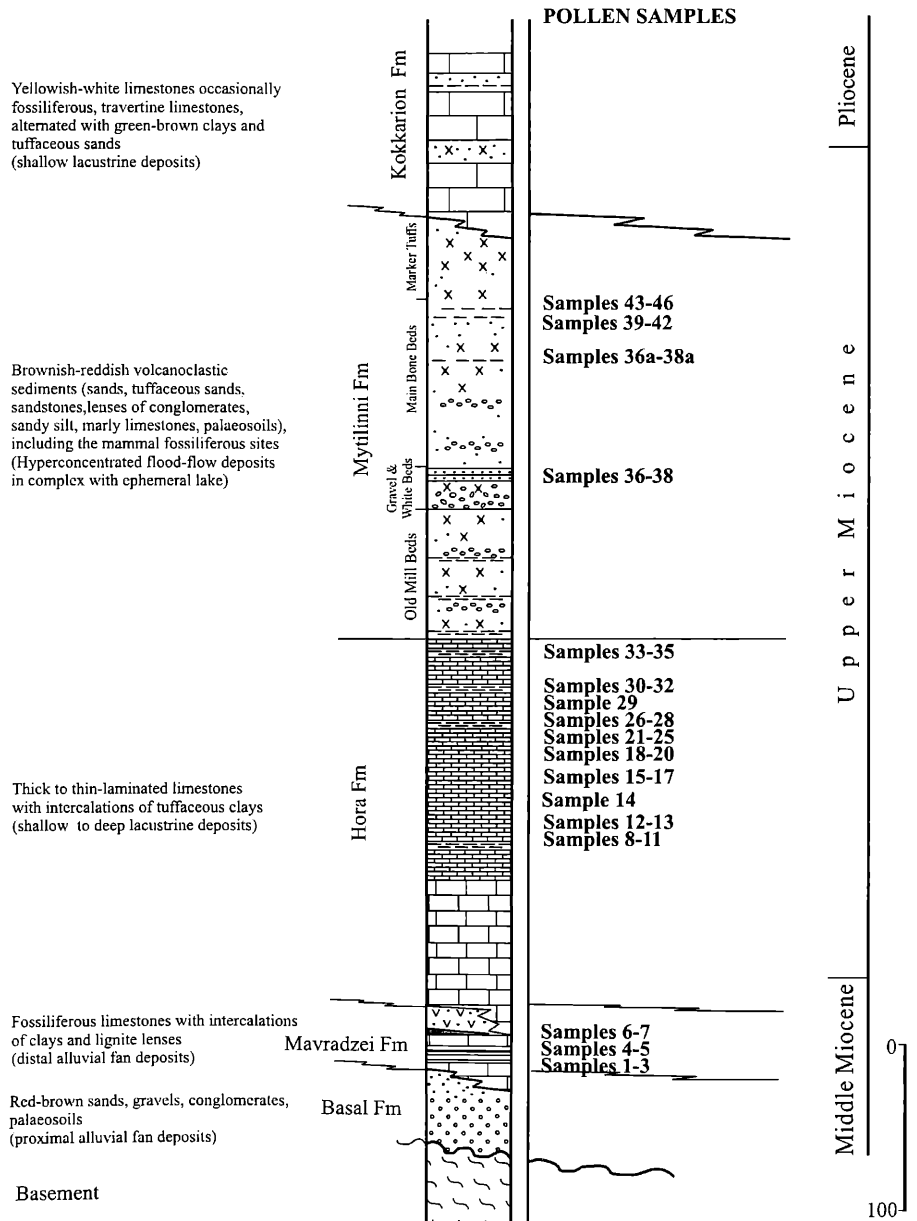 POLLEN SAMPLES
Yellowish-white limestones occasionally
fossiliferous, travertine limestones,
alternated with green-brown clays and
tuffaceous sands
(shallow lacustrine deposits)
Kokkarion Fm
Pliocene
Marker Tuffs
Samples 43-46
Samples 39-42
Samples 36a-38a
Main Bone Beds
Brownish-reddish volcanoclastic
sediments (sands, tuffaceous sands,
sandstones,lenses of conglomerates,
sandy silt, marly limestones, palaeosoils),
including the mammal fossiliferous sites
(Hyperconcentrated flood-flow deposits
in complex with ephemeral lake)
Mytilinni Fm
Gravel &
White Beds
Samples 36-38
Old Mill Beds
Upper Miocene
Samples 33-35
Samples 30-32
Sample 29
Samples 26-28
Samples 21-25
Samples 18-20
Samples 15-17
Sample 14
Samples 12-13
Samples 8-11
Thick to thin-laminated limestones
with intercalations of tuffaceous clays
(shallow to deep lacustrine deposits)
Hora Fm
Fossiliferous limestones with intercalations
of clays and lignite lenses
(distal alluvial fan deposits)
Mavradzei Fm
Samples 6-7
Samples 4-5
Samples 1-3
Middle Miocene
0
Red-brown sands, gravels, conglomerates,
palaeosoils
(proximal alluvial fan deposits)
Basal Fm
Basement
100